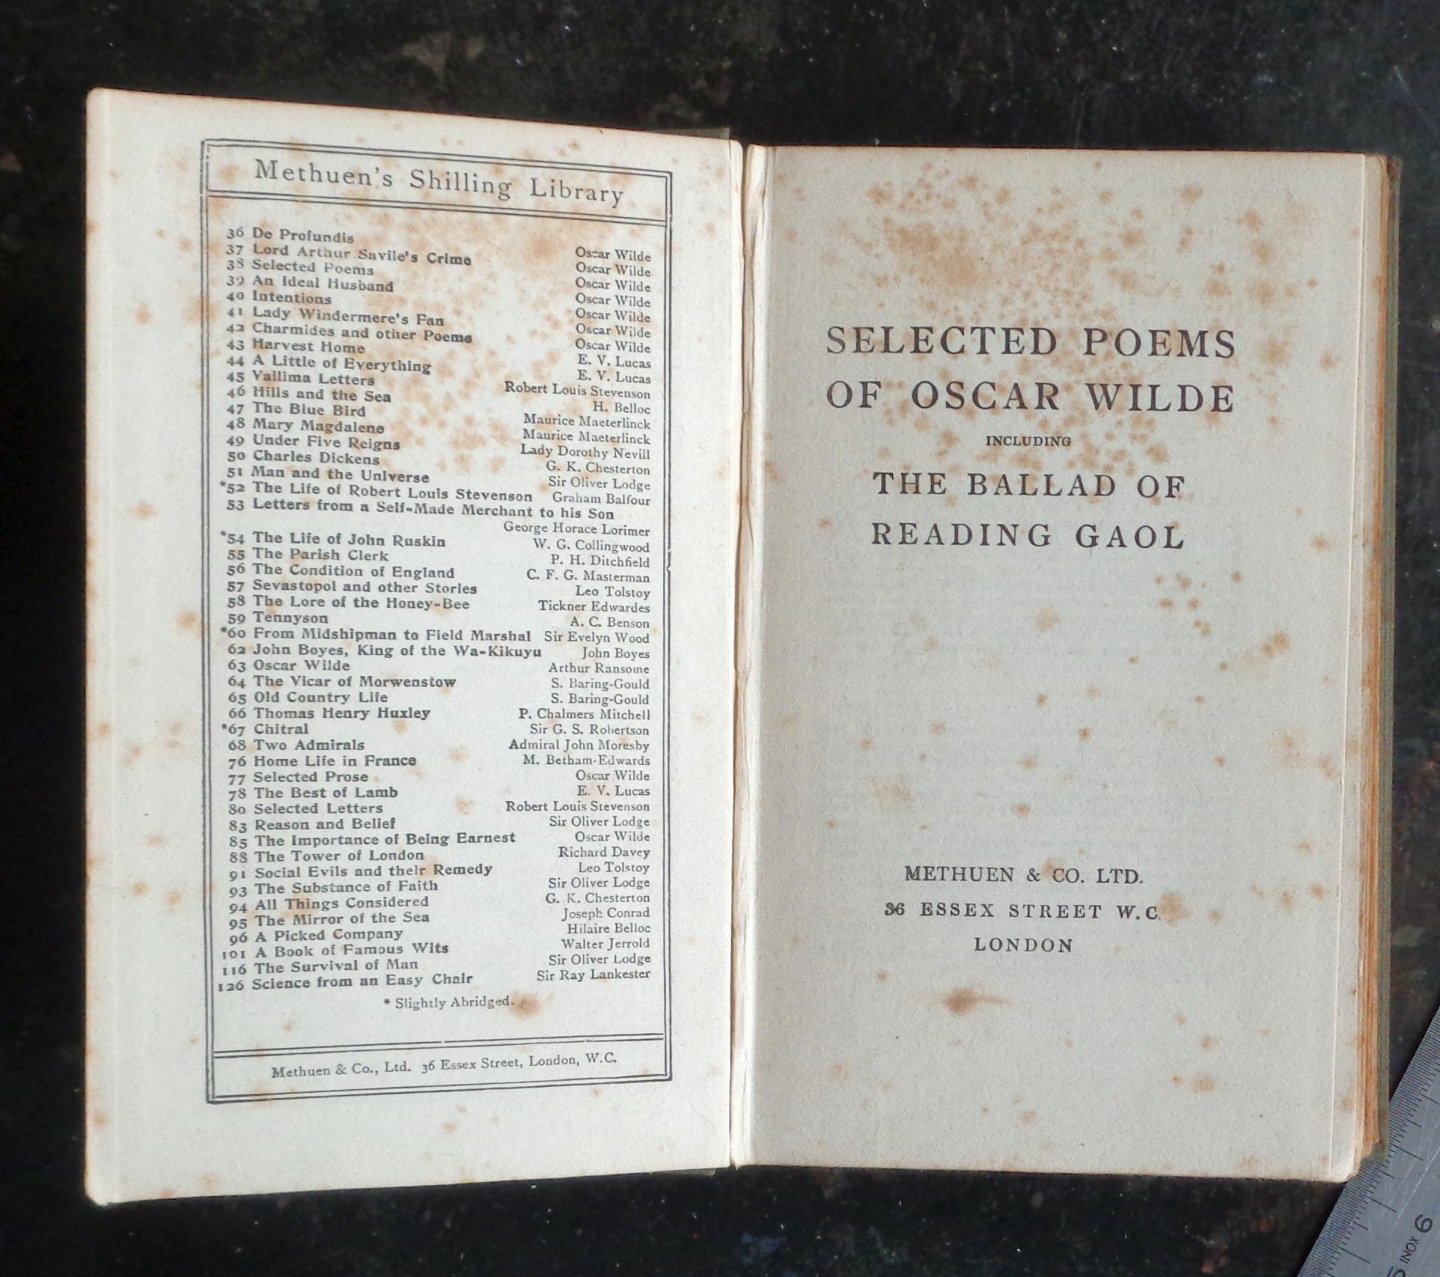 Methuen's Shilling Library
36 De Profundis Oscar Wilde
37 Lord Arthur Savile's Crime Oscar Wilde
38 Selected Poems Oscar Wilde
39 An Ideal Husband Oscar Wilde
40 Intentions Oscar Wilde
41 Lady Windermere's Fan Oscar Wilde
42 Charmides and other Poems Oscar Wilde
43 Harvest Home E. V. Lucas
44 A Little of Everything E. V. Lucas
45 Vailima Letters Robert Louis Stevenson
46 Hills and the Sea H. Belloc
47 The Blue Bird Maurice Maeterlinck
48 Mary Magdalene Maurice Maeterlinck
49 Under Five Reigns Lady Dorothy Nevill
50 Charles Dickens G. K. Chesterton
51 Man and the Universe Sir Oliver Lodge
*52 The Life of Robert Louis Stevenson Graham Balfour
53 Letters from a Self-Made Merchant to his Son
George Horace Lorimer
*54 The Life of John Ruskin W. G. Collingwood
55 The Parish Clerk P. H. Ditchfield
56 The Condition of England C. F. G. Masterman
57 Sevastopol and other Stories Leo Tolstoy
58 The Lore of the Honey-Bee Tickner Edwardes
59 Tennyson A. C. Benson
*60 From Midshipman to Field Marshal Sir Evelyn Wood
62 John Boyes, King of the Wa-Kikuyu John Boyes
63 Oscar Wilde Arthur Ransome
64 The Vicar of Morwenstow S. Baring-Gould
65 Old Country Life S. Baring-Gould
66 Thomas Henry Huxley P. Chalmers Mitchell
*67 Chitral Sir G. S. Robertson
68 Two Admirals Admiral John Moresby
76 Home Life in France M. Betham-Edwards
77 Selected Prose Oscar Wilde
78 The Best of Lamb E. V. Lucas
80 Selected Letters Robert Louis Stevenson
83 Reason and Belief Sir Oliver Lodge
85 The Importance of Being Earnest Oscar Wilde
88 The Tower of London Richard Davey
91 Social Evils and their Remedy Leo Tolstoy
93 The Substance of Faith Sir Oliver Lodge
94 All Things Considered G. K. Chesterton
95 The Mirror of the Sea Joseph Conrad
96 A Picked Company Hilaire Belloc
101 A Book of Famous Wits Walter Jerrold
116 The Survival of Man Sir Oliver Lodge
126 Science from an Easy Chair Sir Ray Lankester
* Slightly Abridged.
Methuen & Co., Ltd. 36 Essex Street, London, W.C.
SELECTED POEMS
OF OSCAR WILDE
INCLUDING
THE BALLAD OF
READING GAOL
METHUEN & CO. LTD.
36 ESSEX STREET W.C.
LONDON
5 INOX 6